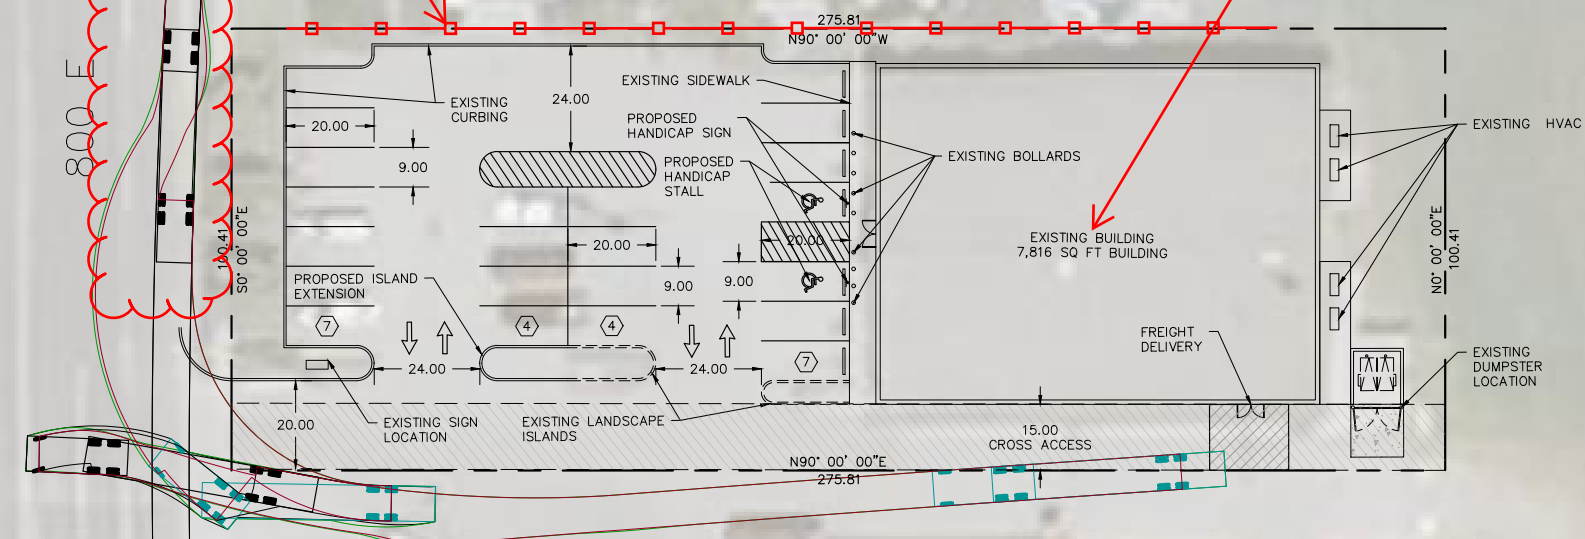 275.81
N90° 00' 00"W
800 E
EXISTING SIDEWALK
EXISTING
CURBING
24.00
20.00
PROPOSED
HANDICAP SIGN
EXISTING HVAC
9.00
PROPOSED
HANDICAP
STALL
EXISTING BOLLARDS
100.41
S0° 00' 00"E
20.00
20.00
EXISTING BUILDING
7,816 SQ FT BUILDING
N0° 00' 00"E
100.41
PROPOSED ISLAND
EXTENSION
9.00
9.00
7
4
4
7
FREIGHT
DELIVERY
24.00
24.00
EXISTING
DUMPSTER
LOCATION
20.00
EXISTING SIGN
LOCATION
EXISTING LANDSCAPE
ISLANDS
15.00
CROSS ACCESS
N90° 00' 00"E
275.81